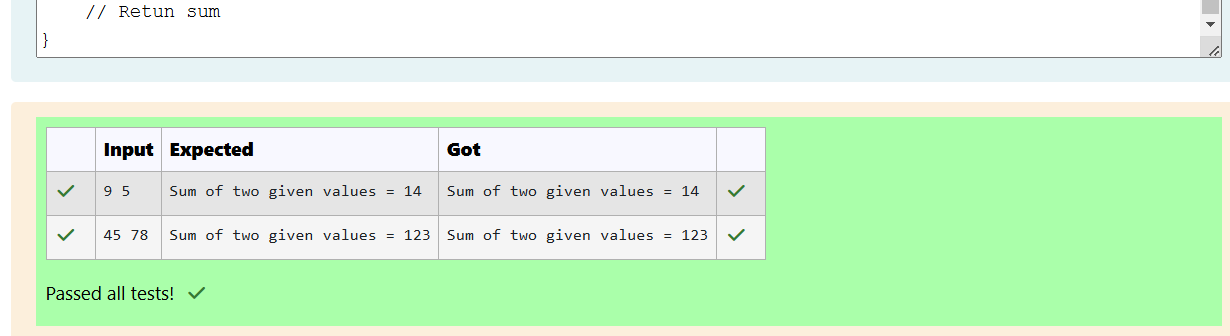 // Retun sum
}
Input Expected Got
9 5 Sum of two given values = 14 Sum of two given values = 14
45 78 Sum of two given values = 123 Sum of two given values = 123
Passed all tests!